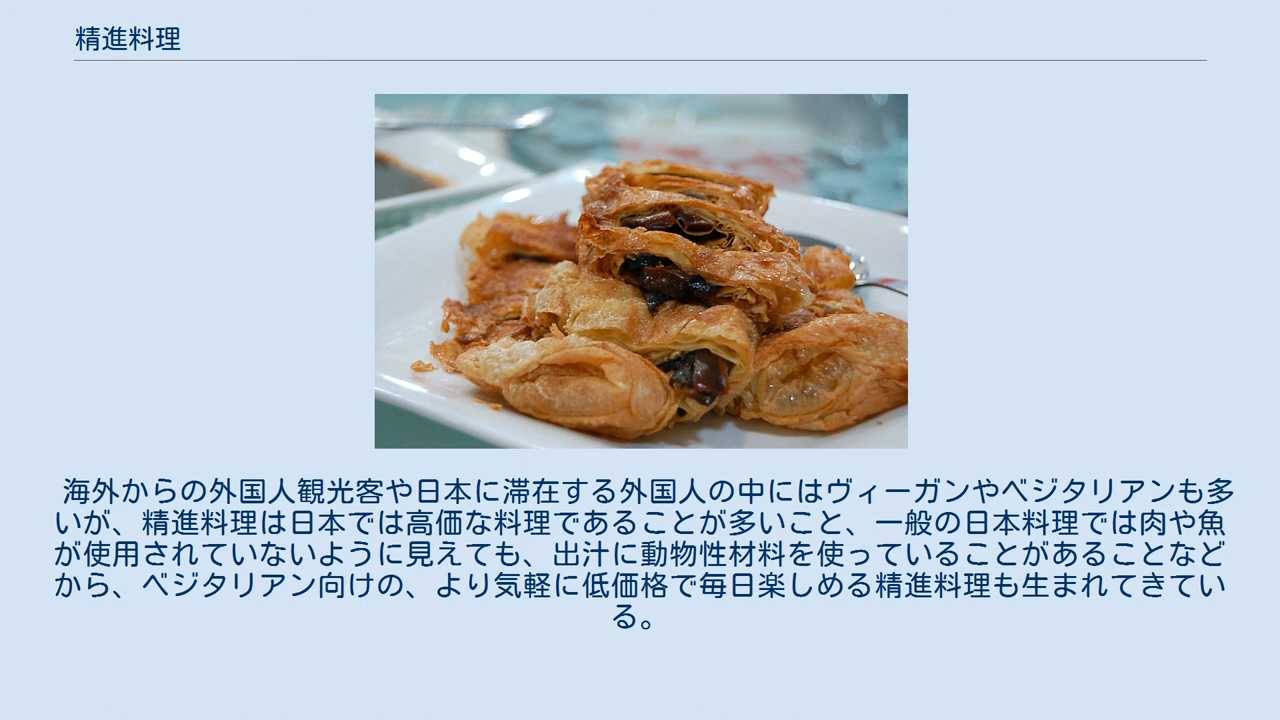 精進料理
海外からの外国人観光客や日本に滞在する外国人の中にはヴィーガンやベジタリアンも多
いが、精進料理は日本では高価な料理であることが多いこと、一般の日本料理では肉や魚
が使用されていないように見えても、出汁に動物性材料を使っていることがあることなど
から、ベジタリアン向けの、より気軽に低価格で毎日楽しめる精進料理も生まれてきてい
る。